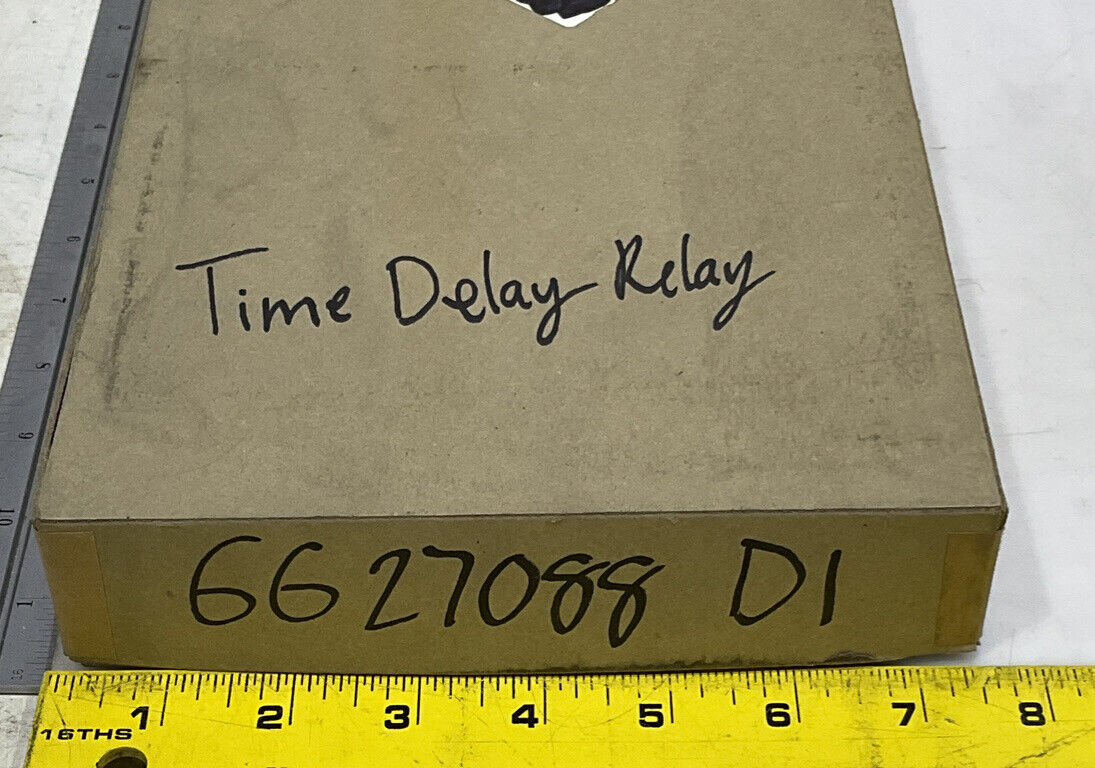 Time Delay Relay
6627088 D1
1 2 3 4 5 6 7 8
16THS